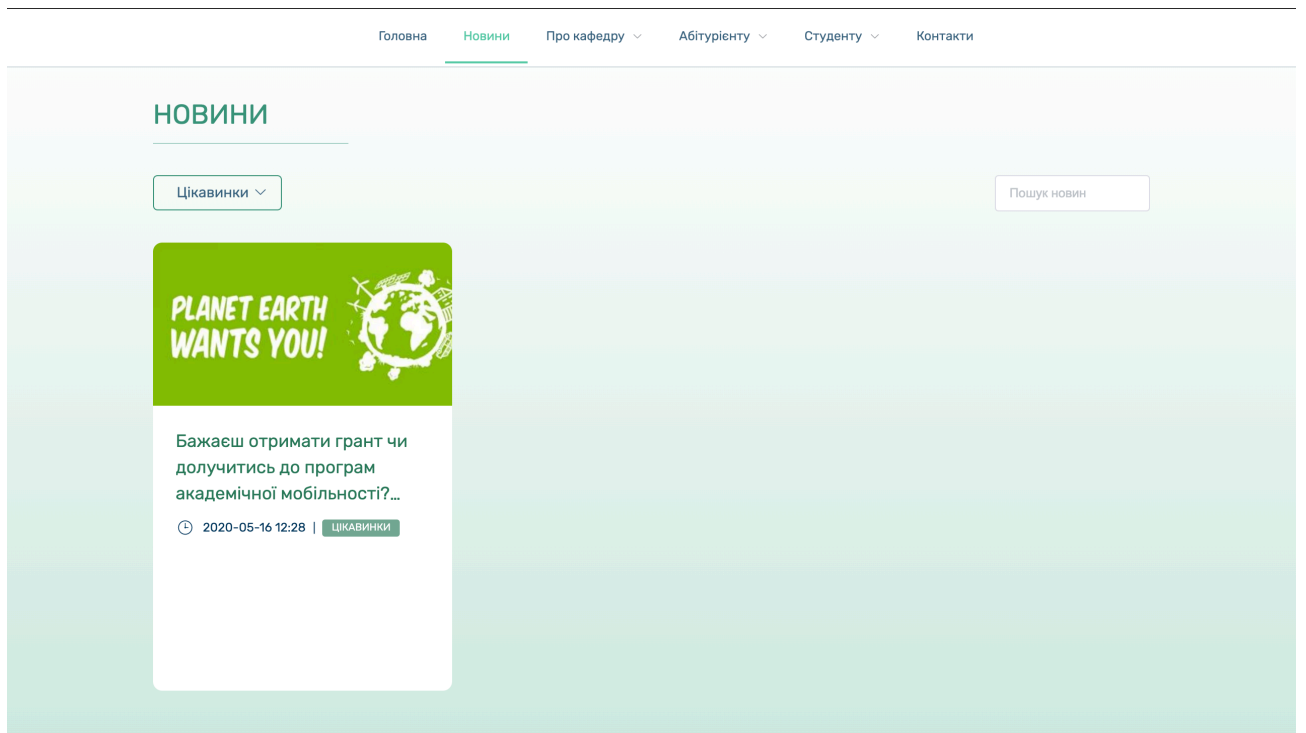 Головна Новини Про кафедру Абітурієнту Студенту Контакти
НОВИНИ
Цікавинки
Пошук новин
PLANET EARTH
WANTS YOU!
Бажаєш отримати грант чи
долучитись до програм
академічної мобільності?…
2020-05-16 12:28 | ЦІКАВИНКИ